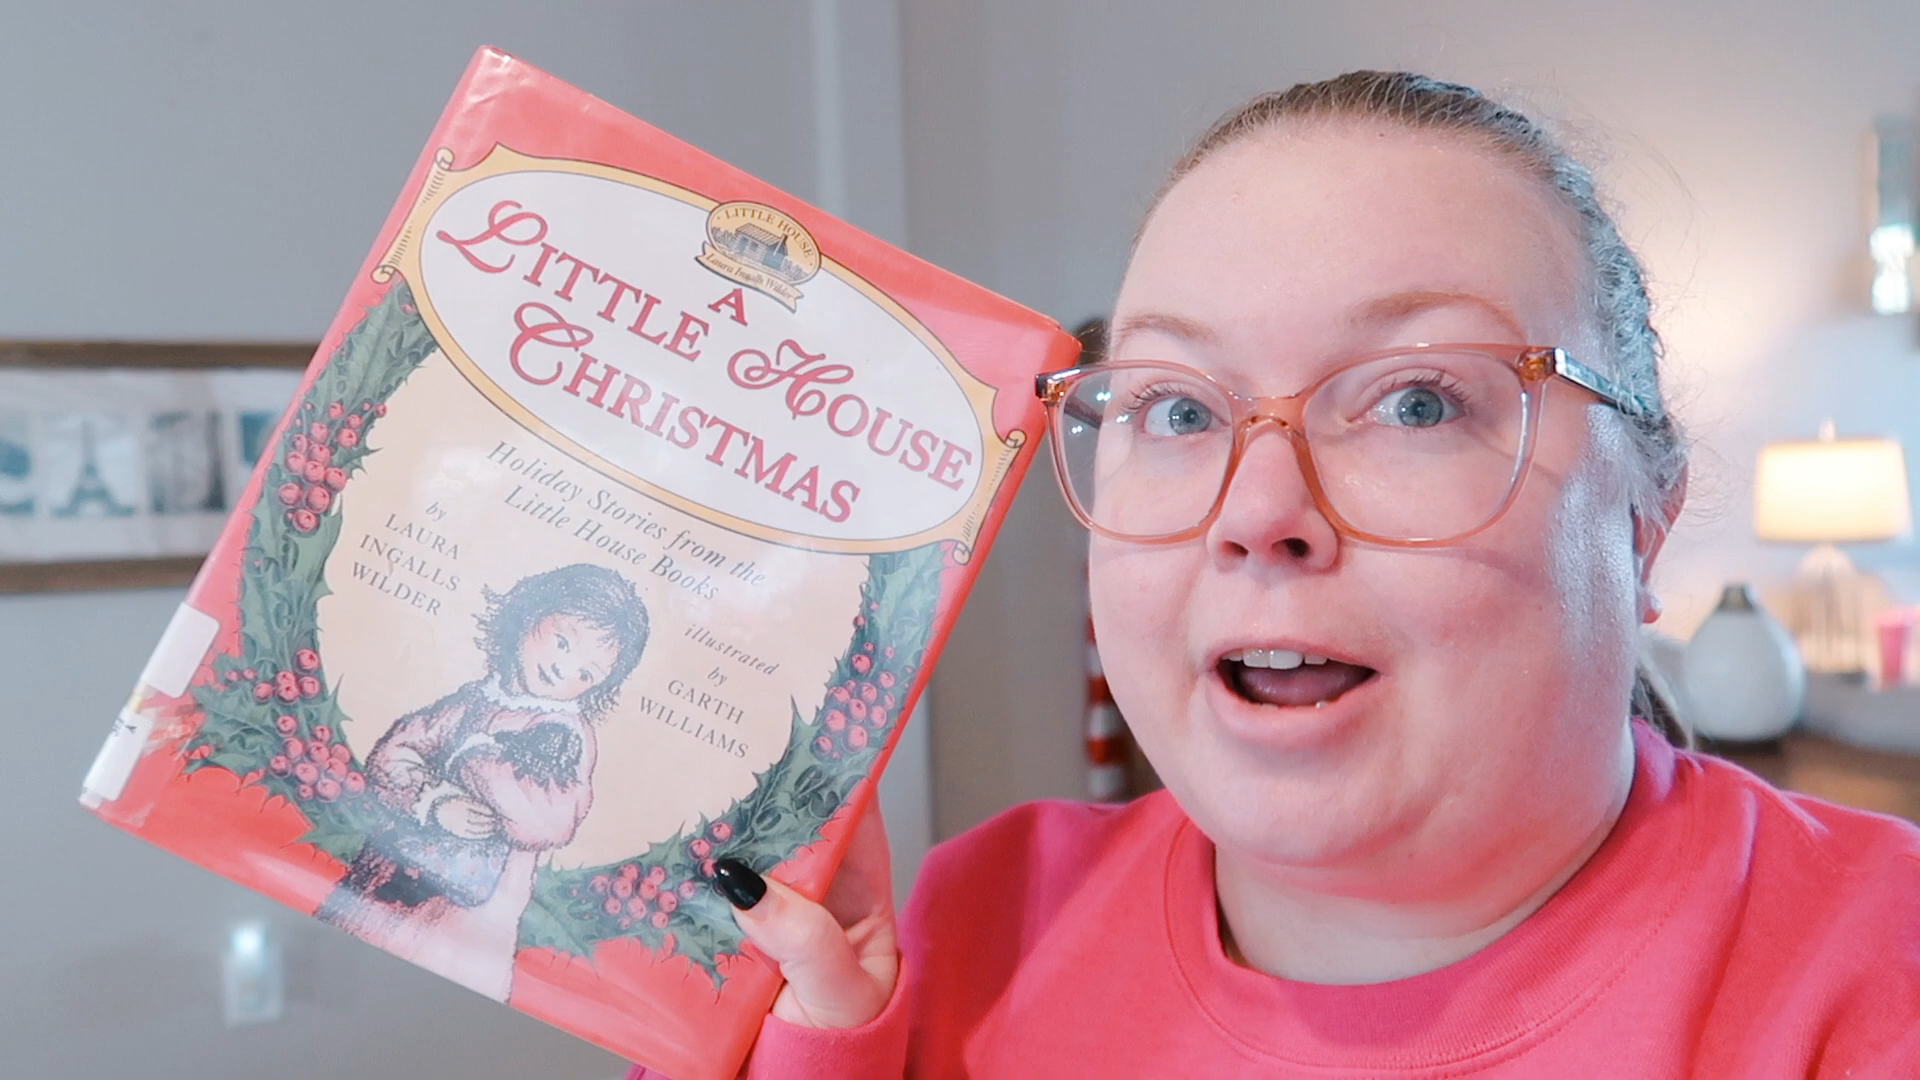 LITTLE HOUSE
Laura Ingalls Wilder
A
LITTLE HOUSE
CHRISTMAS
Holiday Stories from the
Little House Books
by
LAURA
INGALLS
WILDER
illustrated
by
GARTH
WILLIAMS